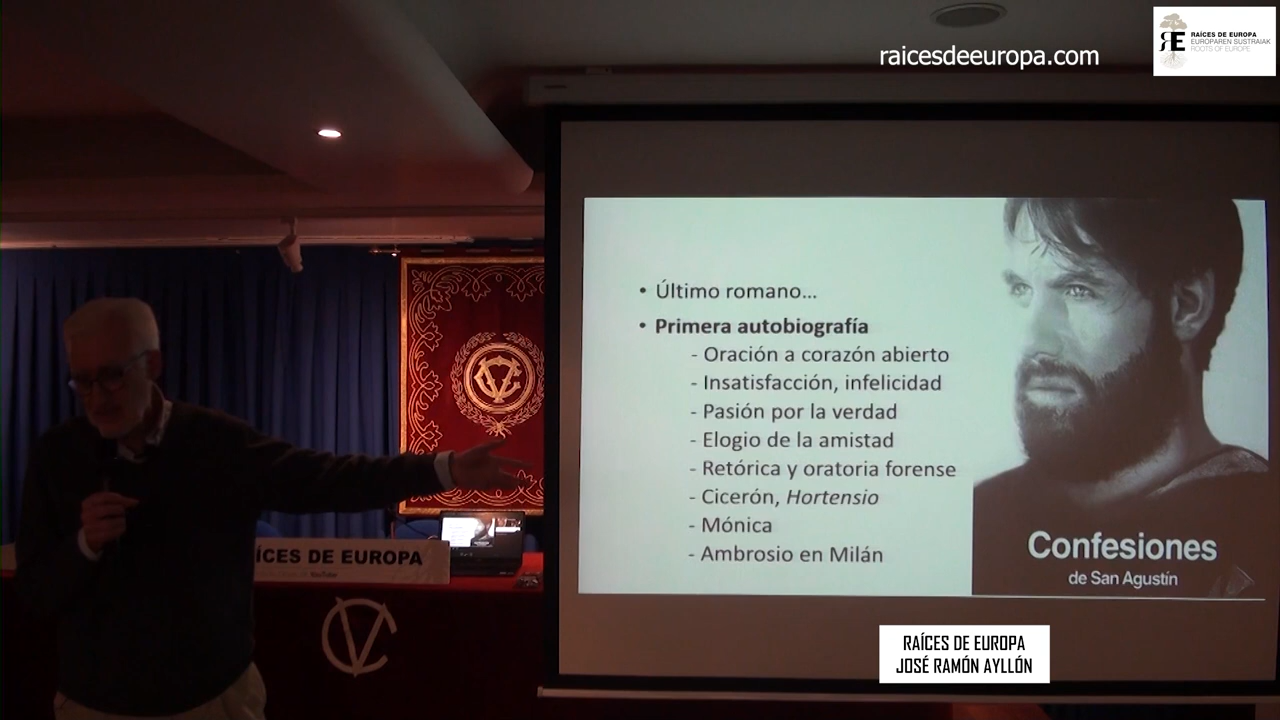 raicesdeeuropa.com
RAÍCES DE EUROPA
EUROPAREN SUSTRAIAK
ROOTS OF EUROPE
• Último romano...
• Primera autobiografía
- Oración a corazón abierto
- Insatisfacción, infelicidad
- Pasión por la verdad
- Elogio de la amistad
- Retórica y oratoria forense
- Cicerón, Hortensio
- Mónica
- Ambrosio en Milán
Confesiones
de San Agustín
ÍCES DE EUROPA
RAÍCES DE EUROPA
JOSÉ RAMÓN AYLLÓN